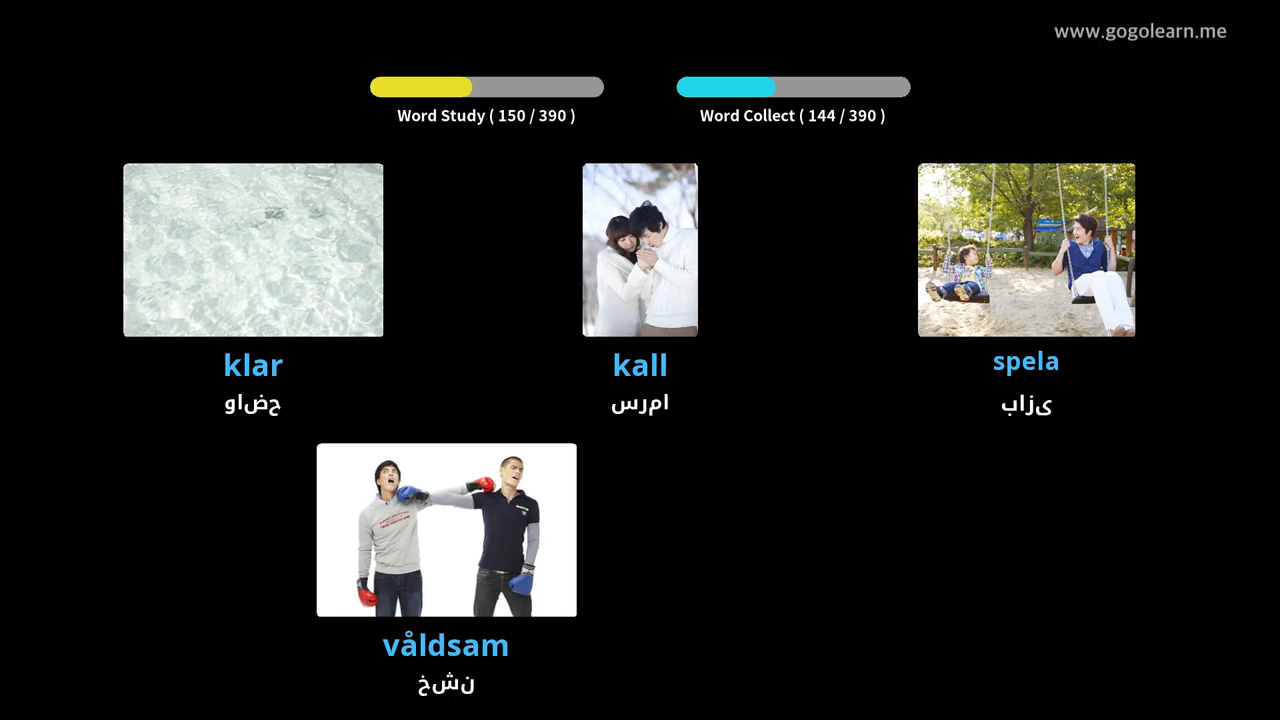 www.gogolearn.me
Word Study ( 150 / 390 )
Word Collect ( 144 / 390 )
klar
حضاو
kall
امرس
spela
یزاب
våldsam
نشخ